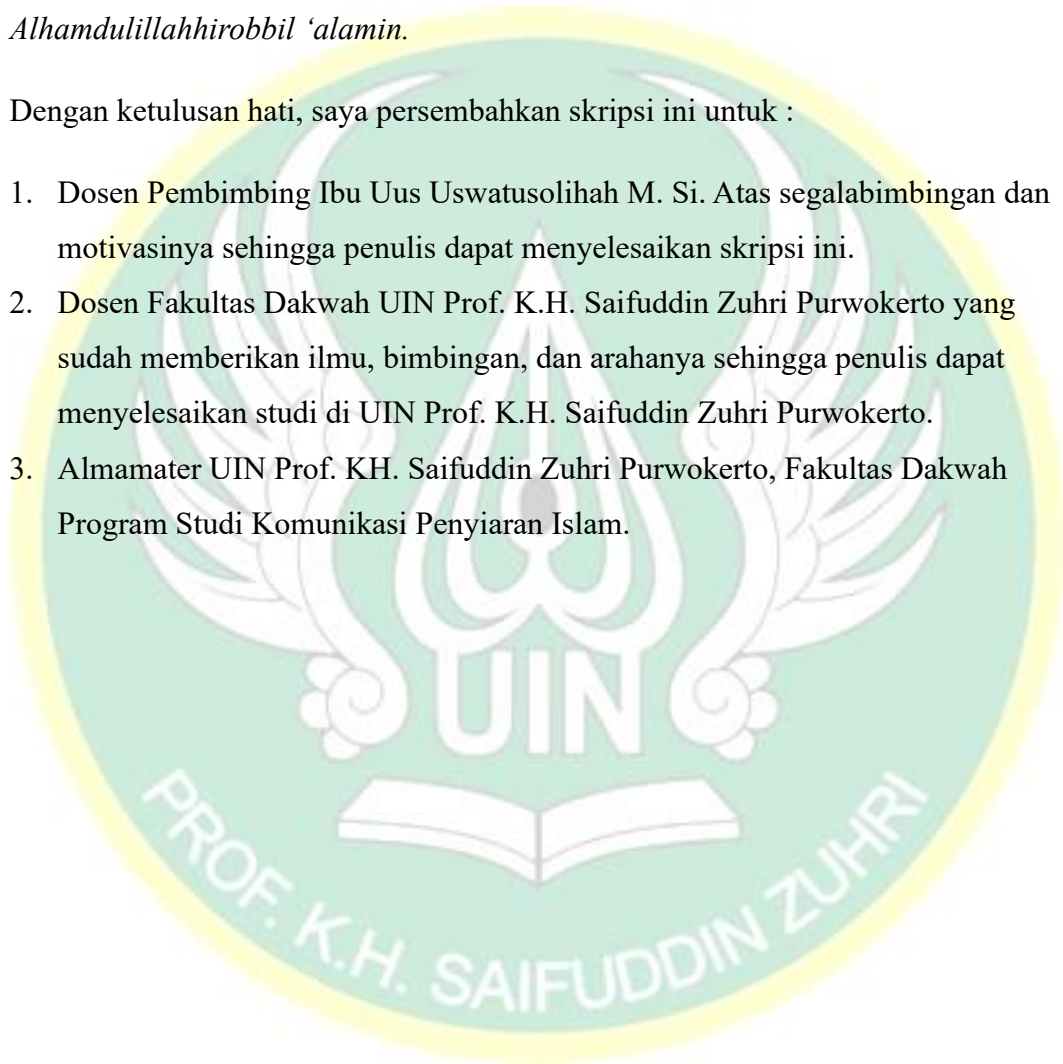 Alhamdulillahhirobbil ‘alamin.
Dengan ketulusan hati, saya persembahkan skripsi ini untuk :
1. Dosen Pembimbing Ibu Uus Uswatusolihah M. Si. Atas segalabimbingan dan
motivasinya sehingga penulis dapat menyelesaikan skripsi ini.
2. Dosen Fakultas Dakwah UIN Prof. K.H. Saifuddin Zuhri Purwokerto yang
sudah memberikan ilmu, bimbingan, dan arahanya sehingga penulis dapat
menyelesaikan studi di UIN Prof. K.H. Saifuddin Zuhri Purwokerto.
3. Almamater UIN Prof. KH. Saifuddin Zuhri Purwokerto, Fakultas Dakwah
Program Studi Komunikasi Penyiaran Islam.
UIN
PROF. K.H. SAIFUDDIN ZUHRI